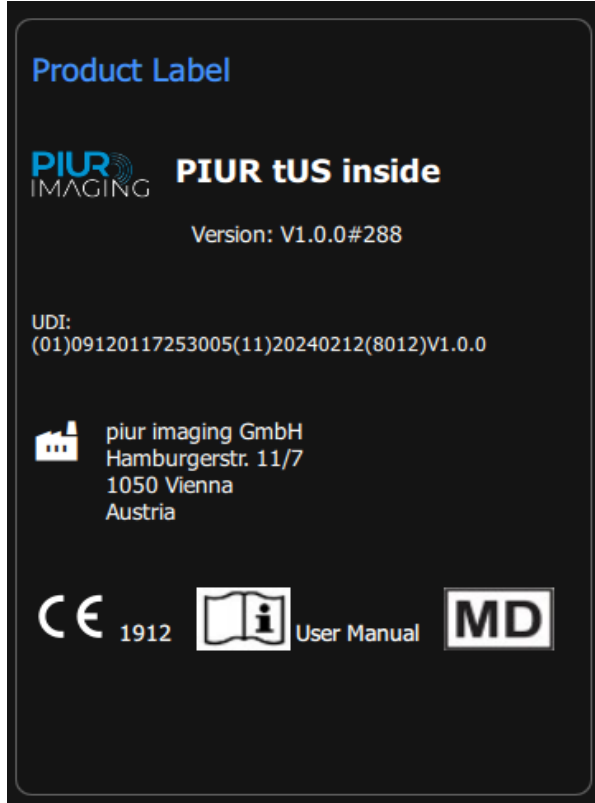 Product Label
PIUR
IMAGING
PIUR tUS inside
Version: V1.0.0#288
UDI:
(01)09120117253005(11)20240212(8012)V1.0.0
piur imaging GmbH
Hamburgerstr. 11/7
1050 Vienna
Austria
CE 1912
i User Manual
MD